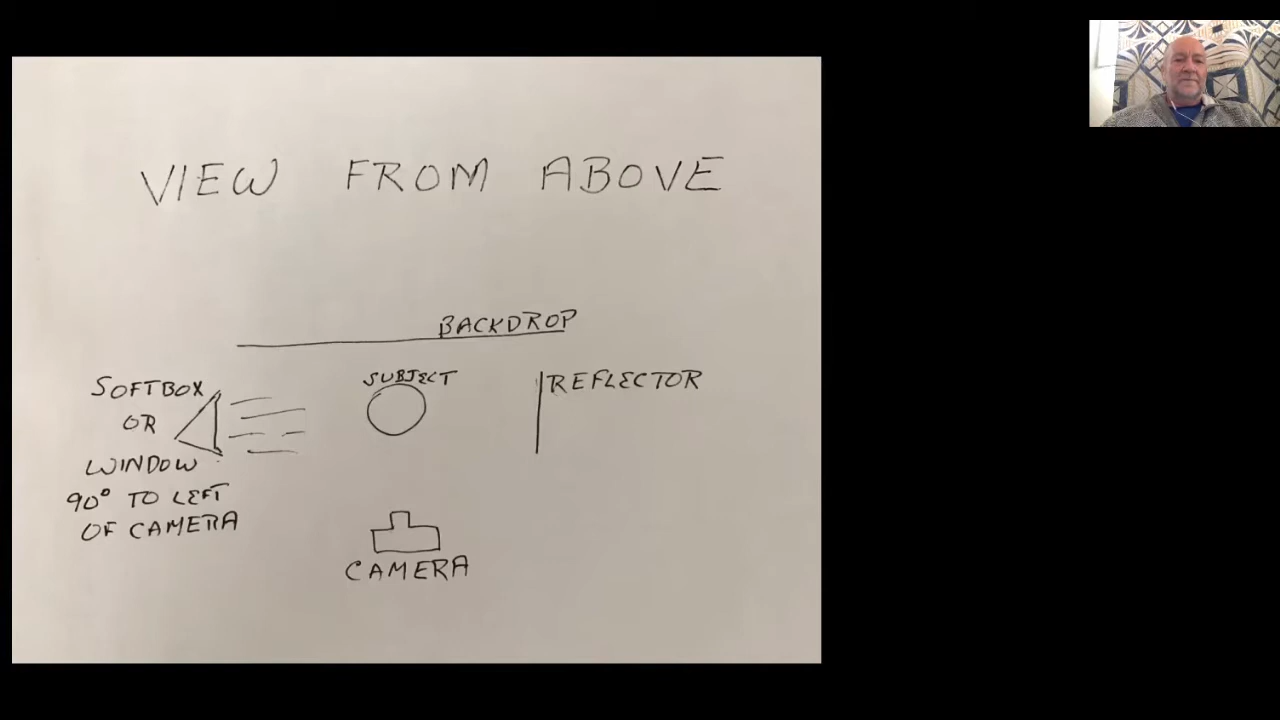 VIEW FROM ABOVE
BACKDROP
SUBJECT
REFLECTOR
SOFTBOX
OR
WINDOW
90° TO LEFT
OF CAMERA
CAMERA